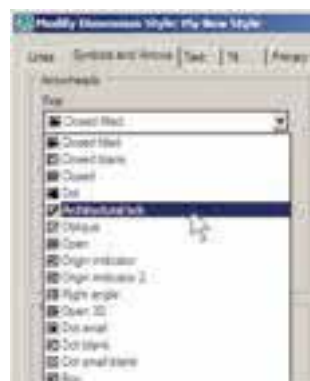 Modify Dimension Style: My New Style
Lines Symbols and Arrows Text Fit Primary
Arrowheads
First
Closed filled
Closed filled
Closed blank
Closed
Dot
Architectural tick
Oblique
Open
Origin indicator
Origin indicator 2
Right angle
Open 30
Dot small
Dot blank
Dot small blank
Box